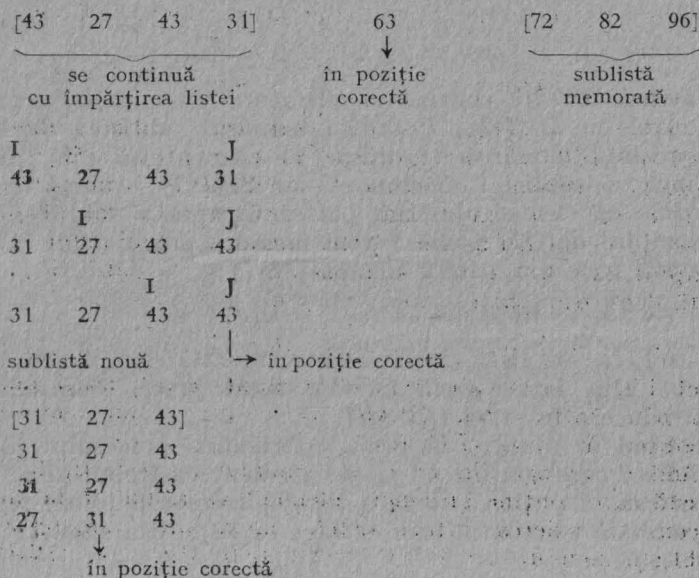 [43 27 43 31] 63 [72 82 96]
se continuă în poziție sublistă
cu împărțirea listei corectă memorată
I J
43 27 43 31
I J
31 27 43 43
I J
31 27 43 43
sublistă nouă → in poziție corectă
[31 27 43]
31 27 43
31 27 43
27 31 43
în poziție corectă